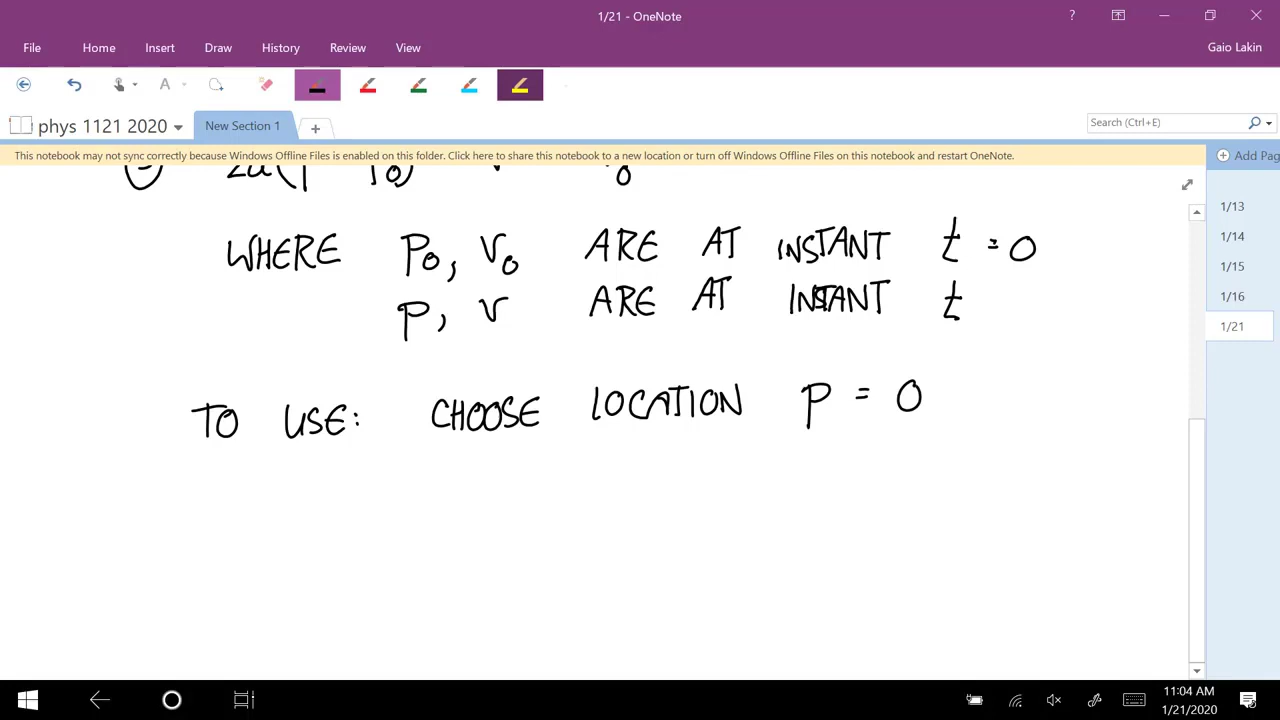 1/21 - OneNote
?
File Home Insert Draw History Review View
Gaio Lakin
A
phys 1121 2020
New Section 1
Search (Ctrl+E)
This notebook may not sync correctly because Windows Offline Files is enabled on this folder. Click here to share this notebook to a new location or turn off Windows Offline Files on this notebook and restart OneNote.
Add Pag
1/13
1/14
1/15
1/16
1/21
WHERE p₀, v₀ ARE AT INSTANT t = 0
p, v ARE AT INSTANT t
TO USE: CHOOSE LOCATION p = 0
11:04 AM
1/21/2020